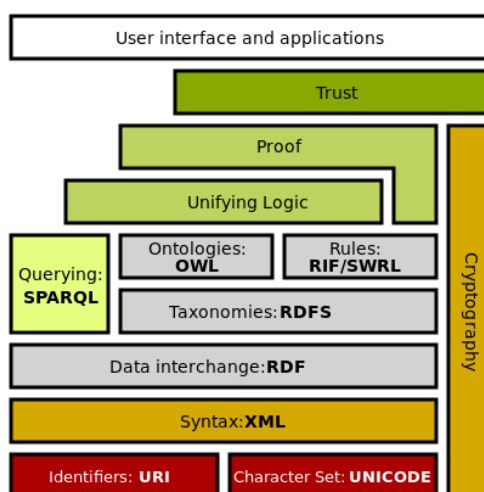 User interface and applications
Trust
Proof
Unifying Logic
Ontologies:
OWL
Rules:
RIF/SWRL
Querying:
SPARQL
Taxonomies:RDFS
Cryptography
Data interchange:RDF
Syntax:XML
Identifiers: URI
Character Set: UNICODE